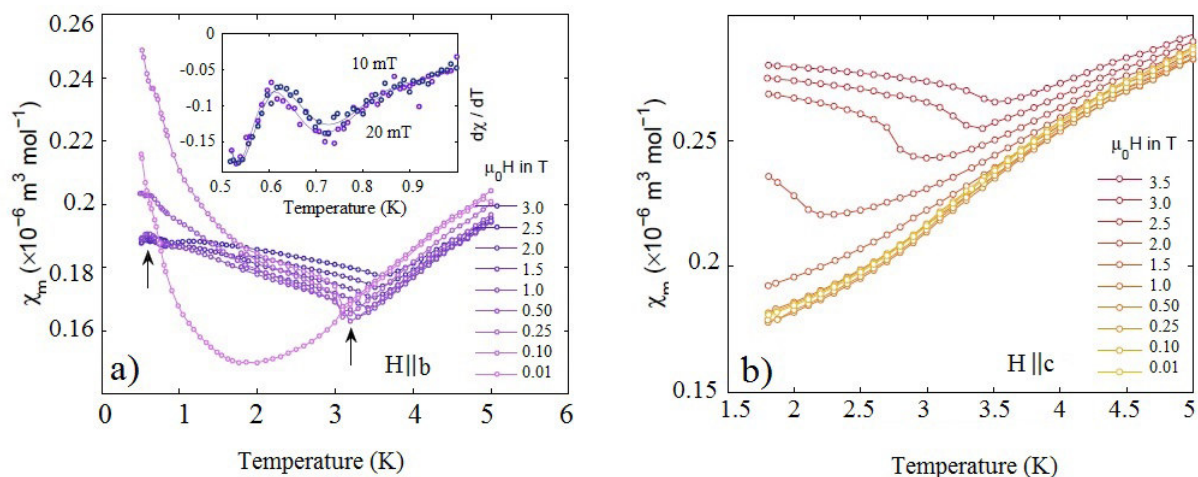 0.26
0.24
0.22
0.2
0.18
0.16
χm (×10−6 m3 mol−1)
0
-0.05
-0.1
-0.15
0.5 0.6 0.7 0.8 0.9
Temperature (K)
dχ / dT
10 mT
20 mT
μ0H in T
3.0
2.5
2.0
1.5
1.0
0.50
0.25
0.10
0.01
a)
H||b
0 1 2 3 4 5 6
Temperature (K)
0.25
0.2
0.15
χm (×10−6 m3 mol−1)
μ0H in T
3.5
3.0
2.5
2.0
1.5
1.0
0.50
0.25
0.10
0.01
b)
H||c
1.5 2 2.5 3 3.5 4 4.5 5
Temperature (K)